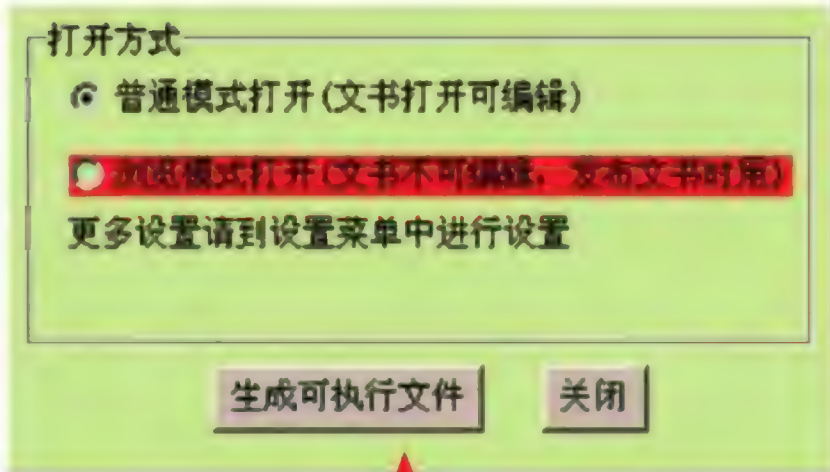 打开方式
普通模式打开(文书打开可编辑)
浏览模式打开(文书不可编辑，发布文书时用)
更多设置请到设置菜单中进行设置
生成可执行文件
关闭